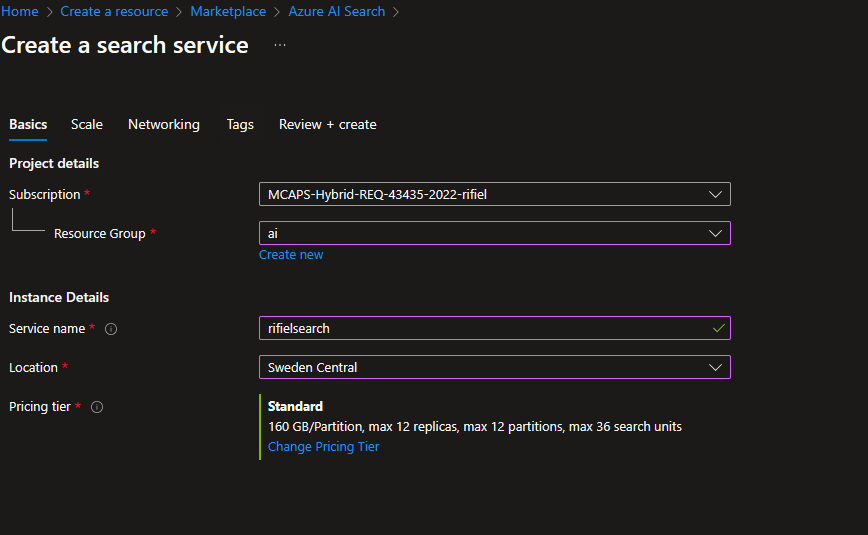 Home > Create a resource > Marketplace > Azure AI Search >
Create a search service ...
Basics Scale Networking Tags Review + create
Project details
Subscription * MCAPS-Hybrid-REQ-43435-2022-rifiel
Resource Group * ai
Create new
Instance Details
Service name * rifielsearch
Location * Sweden Central
Pricing tier * Standard
160 GB/Partition, max 12 replicas, max 12 partitions, max 36 search units
Change Pricing Tier